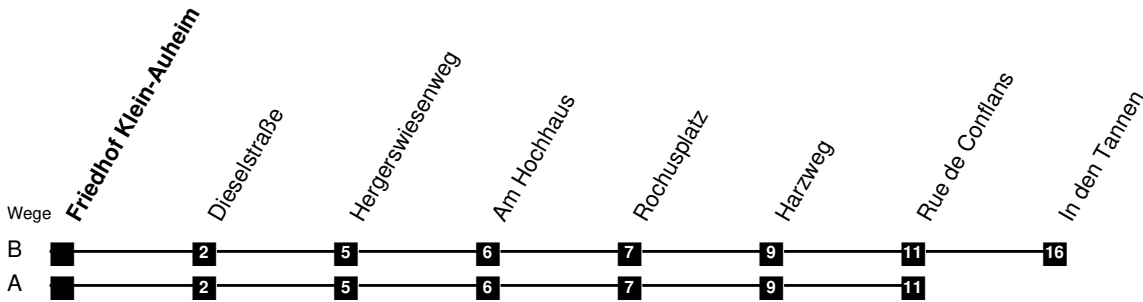 Friedhof Klein-Auheim
Dieselstraße
Hergerswiesenweg
Am Hochhaus
Rochusplatz
Harzweg
Rue de Conflans
In den Tannen
Wege
B 2 5 6 7 9 11 16
A 2 5 6 7 9 11